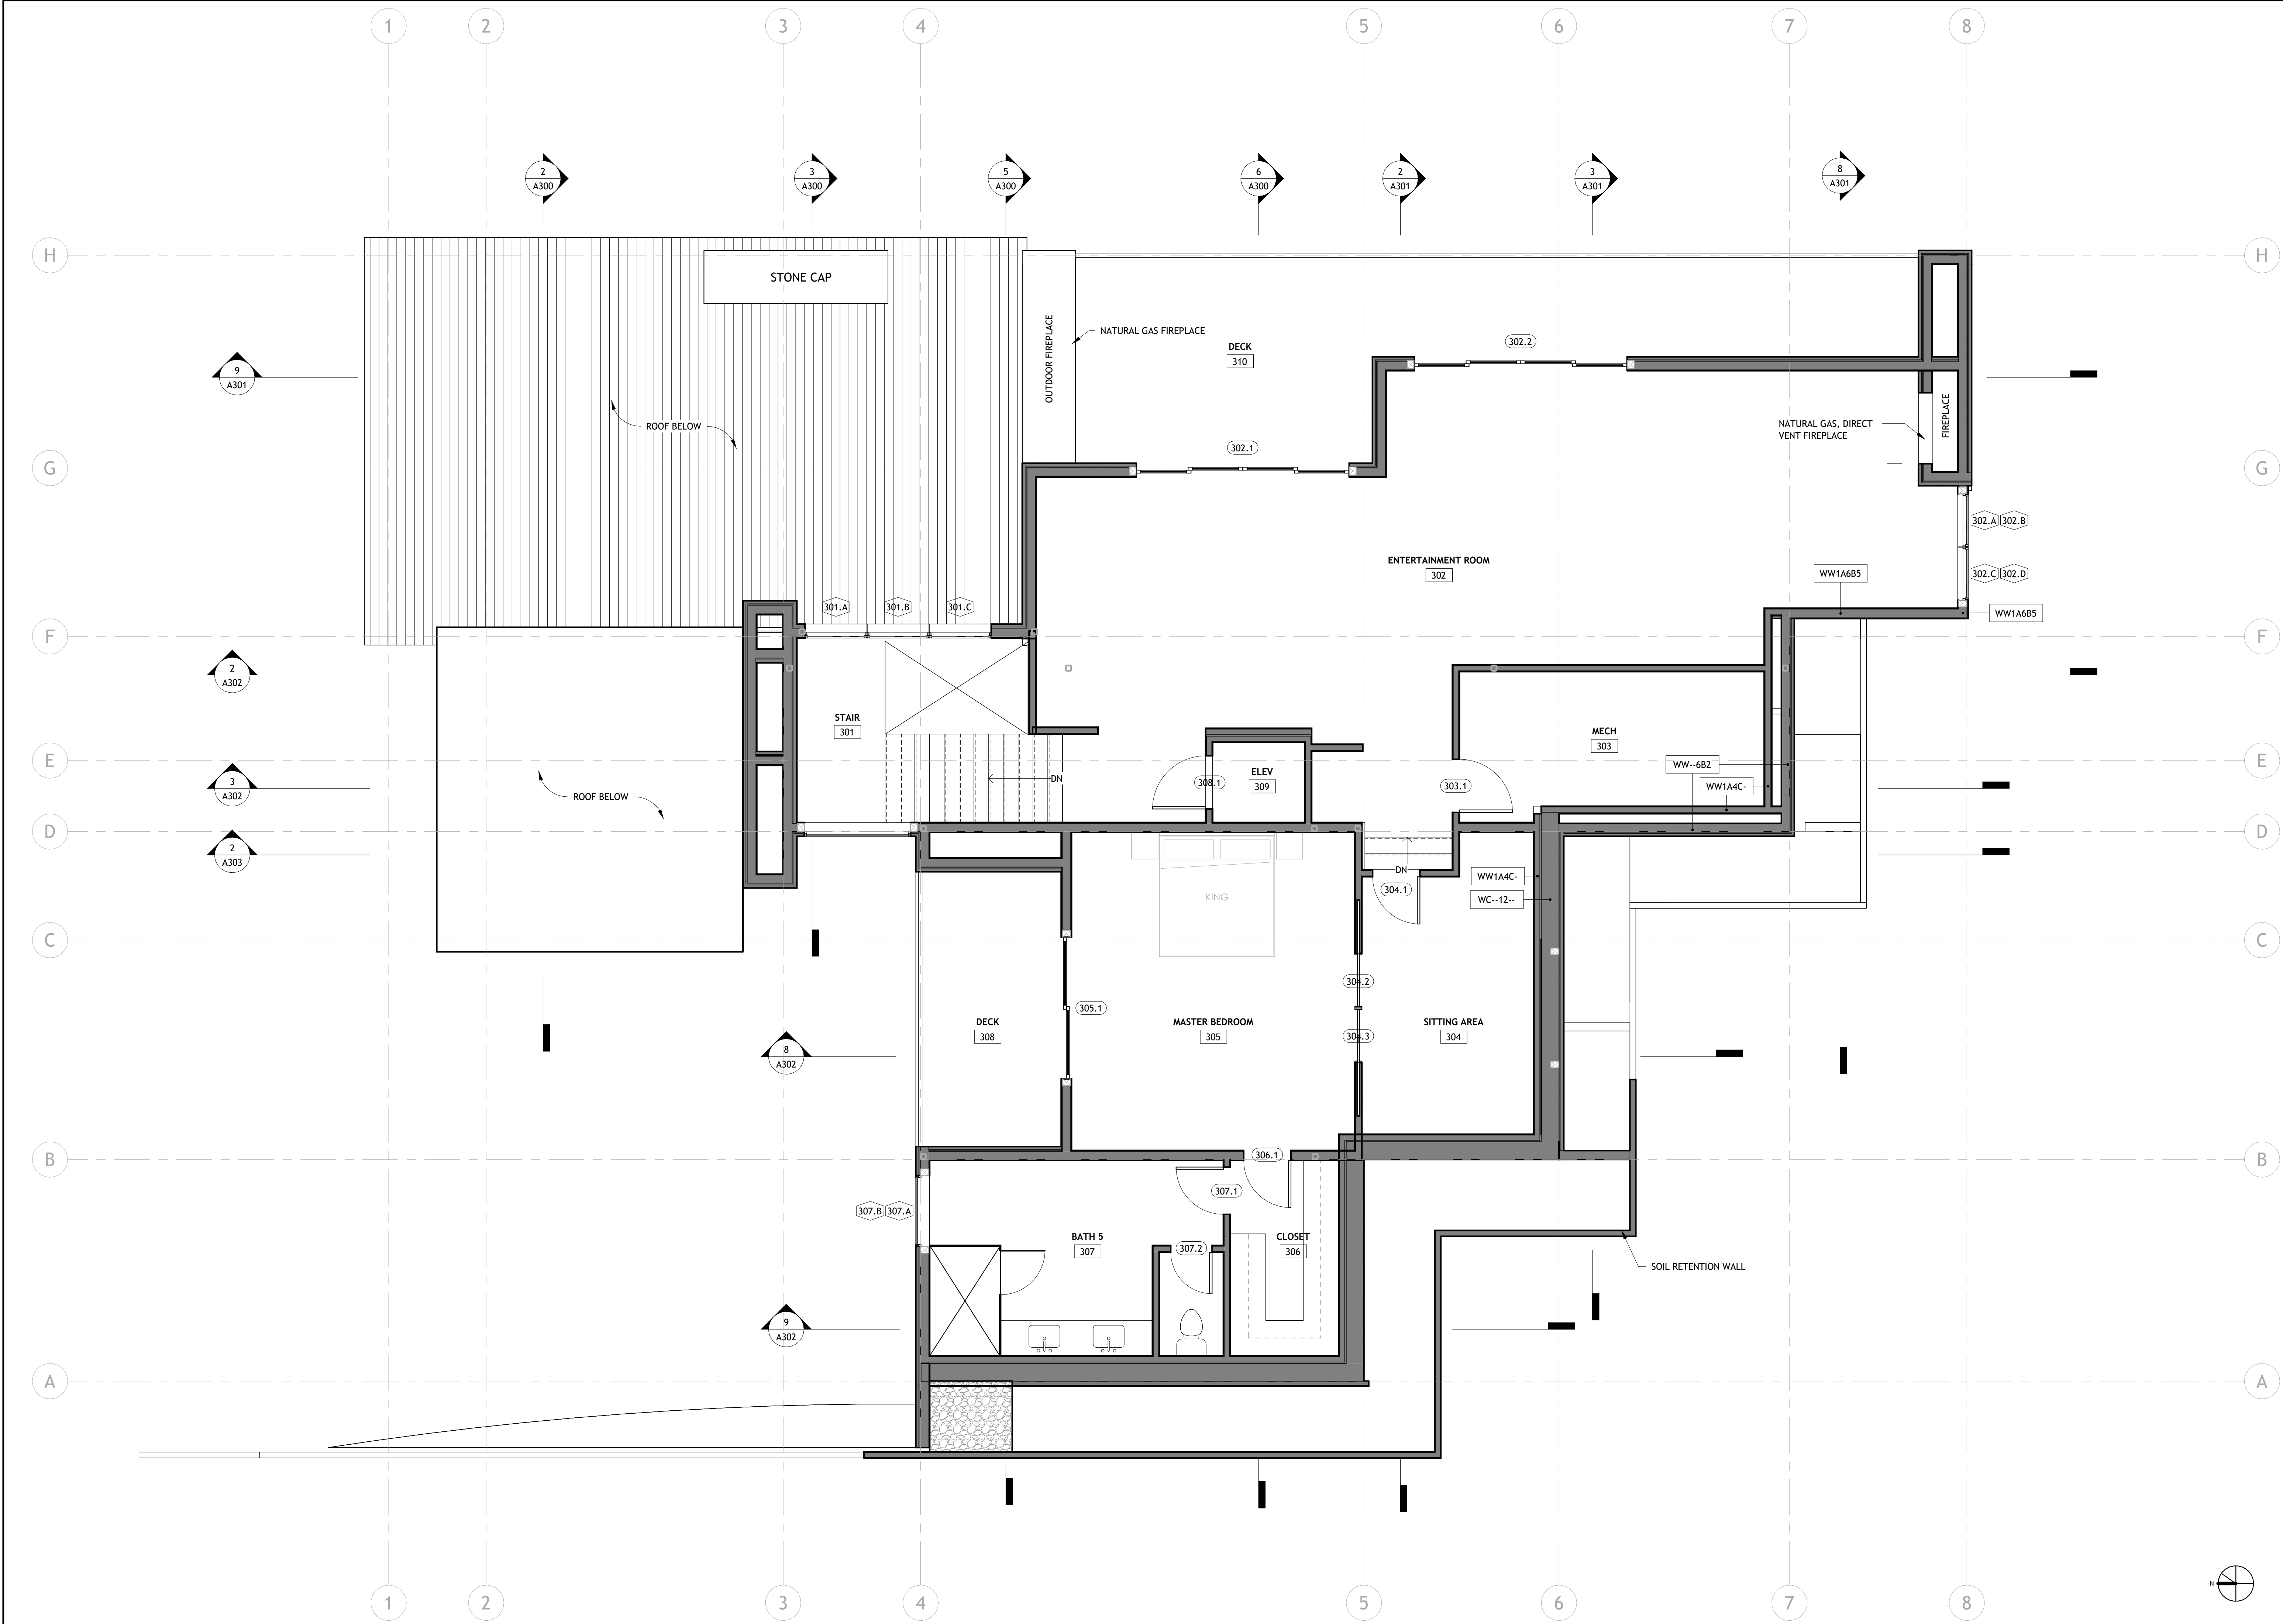 1 2 3 4 5 6 7 8
2 3 5 6 2 3 8
A300 A300 A300 A300 A301 A301 A301
H H
STONE CAP
OUTDOOR FIREPLACE
NATURAL GAS FIREPLACE
DECK
310
302.2
9
A301
ROOF BELOW
NATURAL GAS, DIRECT
VENT FIREPLACE
FIREPLACE
302.1
G G
302.A 302.B
ENTERTAINMENT ROOM
302
WW1A6B5
302.C 302.D
301.A 301.B 301.C
WW1A6B5
F F
2
A302
STAIR
301
MECH
303
E E
WW--6B2
ELEV
309
308.1
DN
303.1
WW1A4C-
3
A302
ROOF BELOW
D D
2
A303
DN
WW1A4C-
304.1
KING
WC--12--
C C
304.2
305.1
DECK
308
MASTER BEDROOM
305
SITTING AREA
304
304.3
8
A302
B B
306.1
307.1
307.B 307.A
BATH 5
307
307.2
CLOSET
306
SOIL RETENTION WALL
9
A302
A A
N
1 2 3 4 5 6 7 8